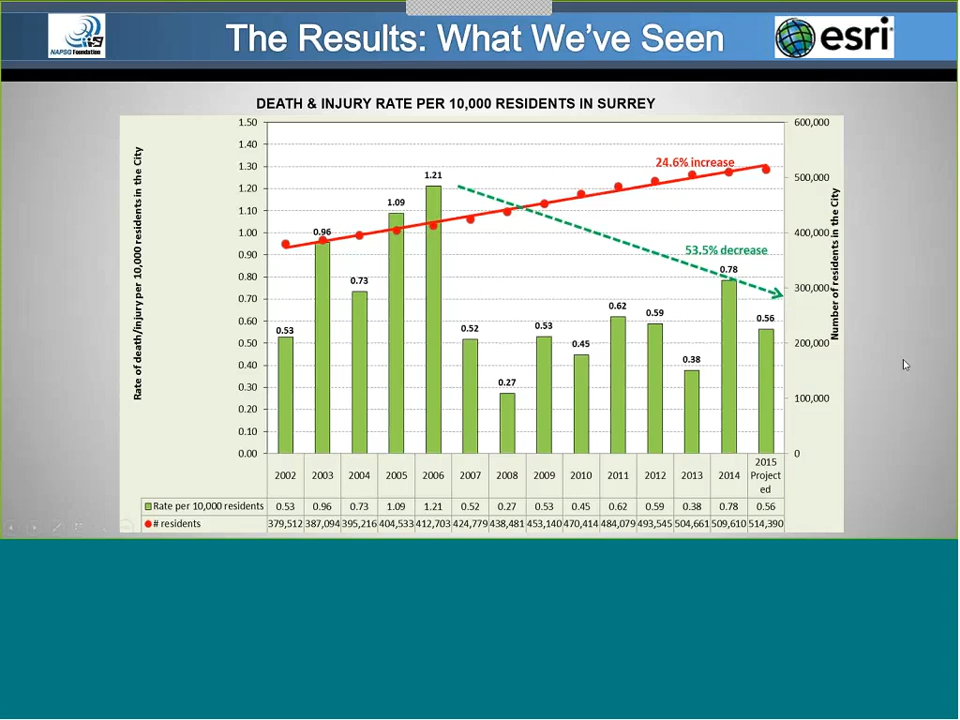 The Results: What We've Seen
NAPSG Foundation
esri
DEATH & INJURY RATE PER 10,000 RESIDENTS IN SURREY
Rate of death/injury per 10,000 residents in the City
1.50
1.40
1.30
1.20
1.10
1.00
0.90
0.80
0.70
0.60
0.50
0.40
0.30
0.20
0.10
0.00
0.53
0.96
0.73
1.09
1.21
0.52
0.27
0.53
0.45
0.62
0.59
0.38
0.78
0.56
24.6% increase
53.5% decrease
600,000
500,000
400,000
300,000
200,000
100,000
0
Number of residents in the City
2002 2003 2004 2005 2006 2007 2008 2009 2010 2011 2012 2013 2014 2015
Project
ed
Rate per 10,000 residents 0.53 0.96 0.73 1.09 1.21 0.52 0.27 0.53 0.45 0.62 0.59 0.38 0.78 0.56
# residents 379,512 387,094 395,216 404,533 412,703 424,779 438,481 453,140 470,414 484,079 493,545 504,661 509,610 514,390